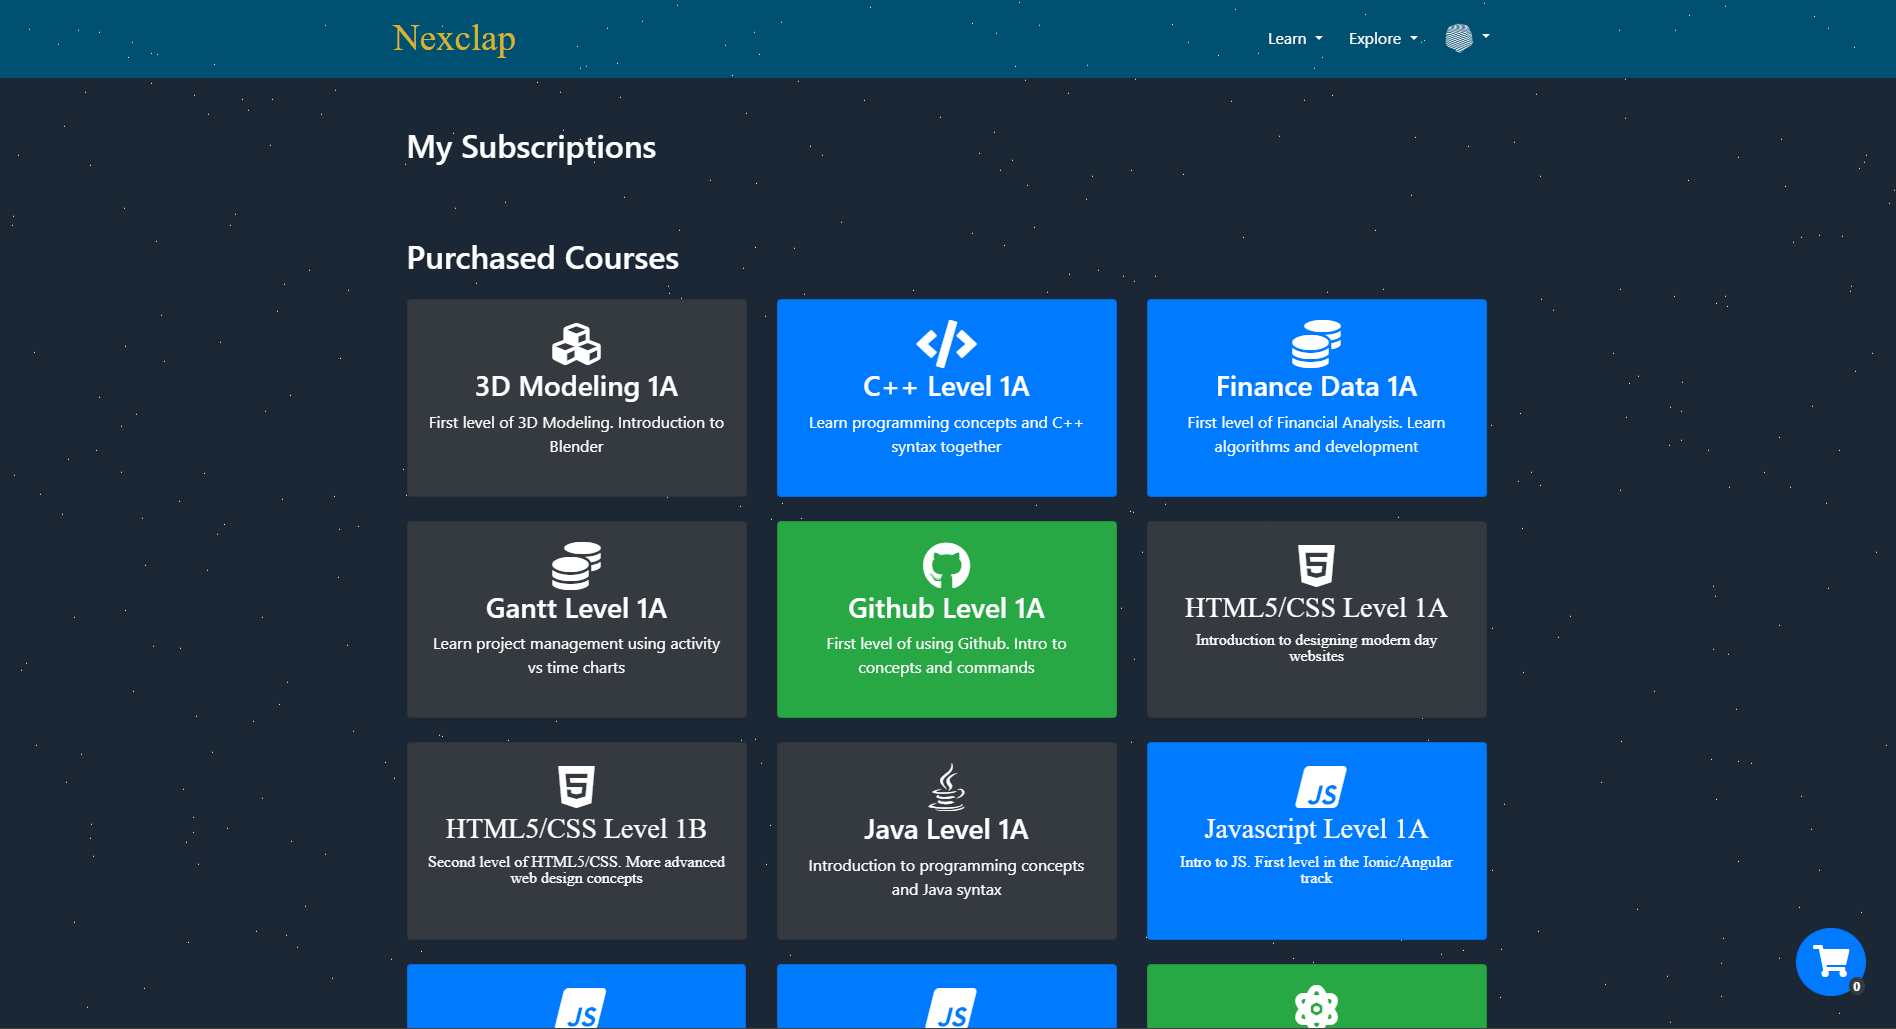 Nexclap
Learn
Explore
My Subscriptions
Purchased Courses
3D Modeling 1A
First level of 3D Modeling. Introduction to
Blender
C++ Level 1A
Learn programming concepts and C++
syntax together
Finance Data 1A
First level of Financial Analysis. Learn
algorithms and development
Gantt Level 1A
Learn project management using activity
vs time charts
Github Level 1A
First level of using Github. Intro to
concepts and commands
5
HTML5/CSS Level 1A
Introduction to designing modern day
websites
5
HTML5/CSS Level 1B
Second level of HTML5/CSS. More advanced
web design concepts
Java Level 1A
Introduction to programming concepts
and Java syntax
JS
Javascript Level 1A
Intro to JS. First level in the Ionic/Angular
track
JS
JS
0